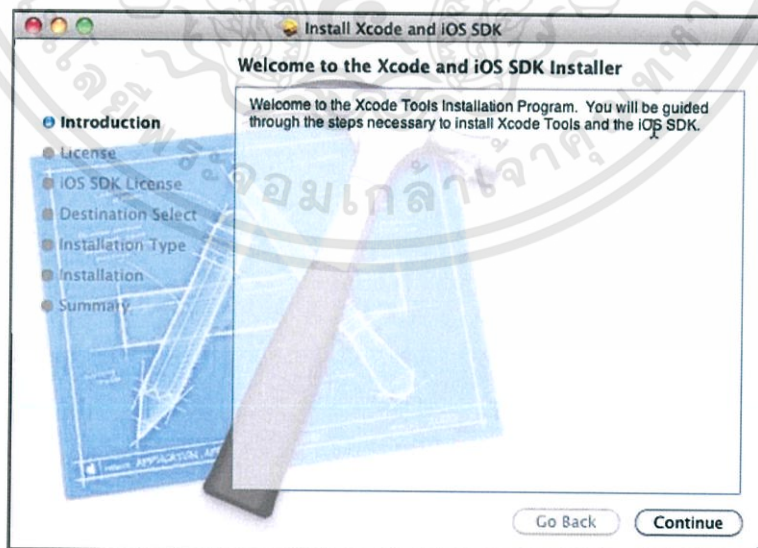 Install Xcode and iOS SDK
Welcome to the Xcode and iOS SDK Installer
Introduction
License
iOS SDK License
Destination Select
Installation Type
Installation
Summary
Welcome to the Xcode Tools Installation Program. You will be guided
through the steps necessary to install Xcode Tools and the iOS SDK.
APPLICATION
Go Back
Continue